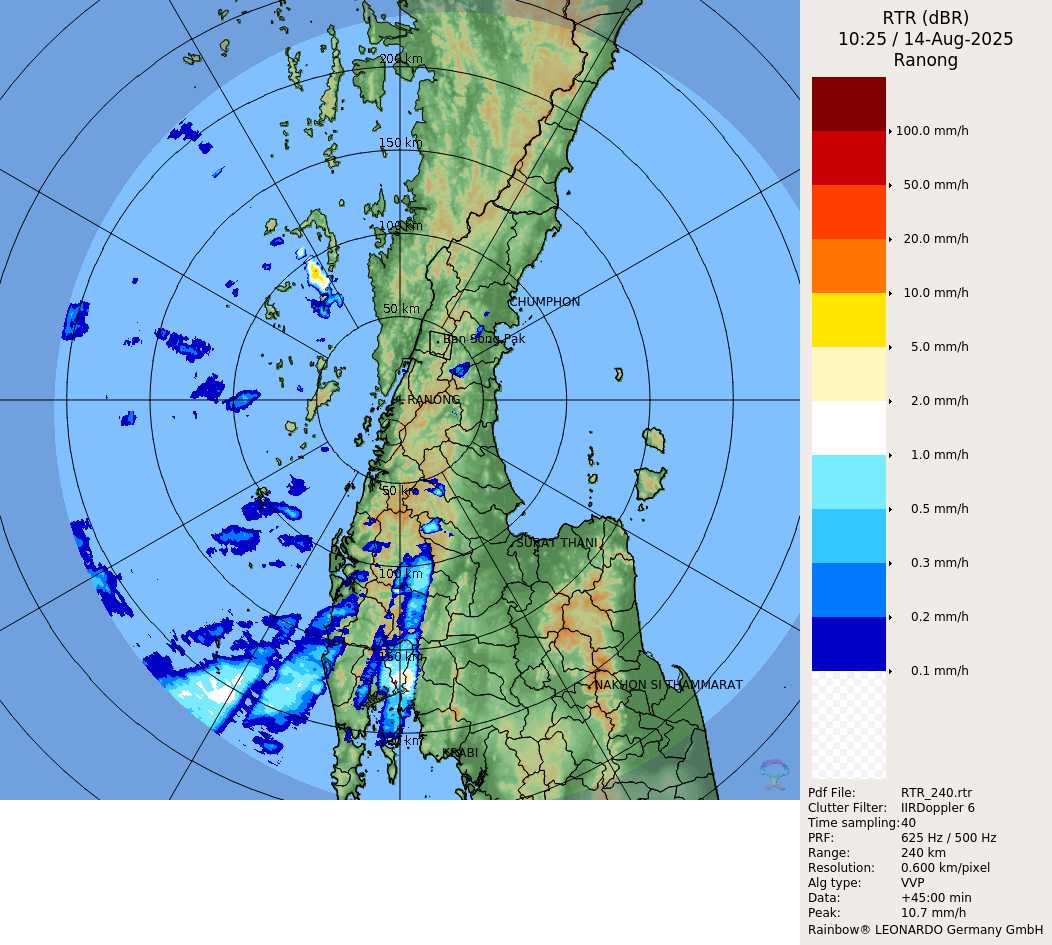 RTR (dBR)
10:25 / 14-Aug-2025
Ranong
200 km
150 km
100 km
50 km
CHUMPHON
Ban Song Pak
RANONG
50 km
SURAT THANI
100 km
150 km
NAKHON SI THAMMARAT
KRABI
100.0 mm/h
50.0 mm/h
20.0 mm/h
10.0 mm/h
5.0 mm/h
2.0 mm/h
1.0 mm/h
0.5 mm/h
0.3 mm/h
0.2 mm/h
0.1 mm/h
Pdf File: RTR_240.rtr
Clutter Filter: IIRDoppler 6
Time sampling:40
PRF: 625 Hz / 500 Hz
Range: 240 km
Resolution: 0.600 km/pixel
Alg type: VVP
Data: +45:00 min
Peak: 10.7 mm/h
Rainbow® LEONARDO Germany GmbH